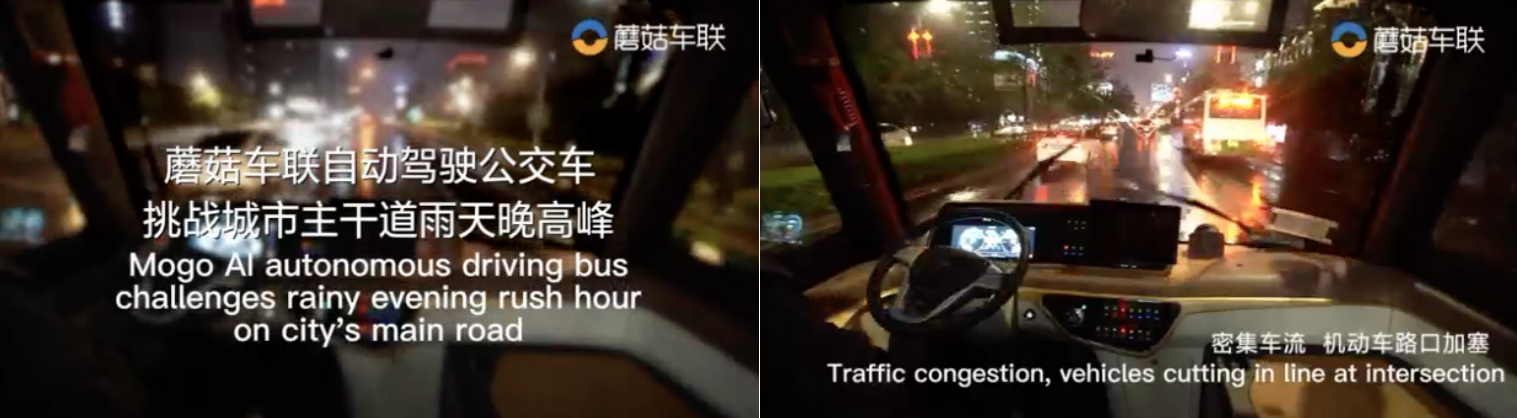 蘑菇车联
蘑菇车联自动驾驶公交车
挑战城市主干道雨天晚高峰
Mogo AI autonomous driving bus
challenges rainy evening rush hour
on city's main road
蘑菇车联
密集车流 机动车路口加塞
Traffic congestion, vehicles cutting in line at intersection